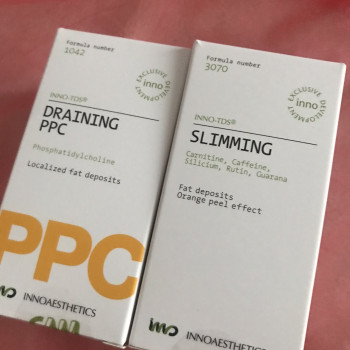 Formula number
1042
EXCLUSIVE DEVELOPMENT
inno
INNO-TDS®
DRAINING
PPC
Phosphatidylcholine
Localized fat deposits
PPC
INNOAESTHETICS
Formula number
3070
EXCLUSIVE DEVELOPMENT
inno
INNO-TDS®
SLIMMING
Carnitine, Caffeine,
Silicium, Rutin, Guarana
Fat deposits
Orange peel effect
INNOAESTHETICS